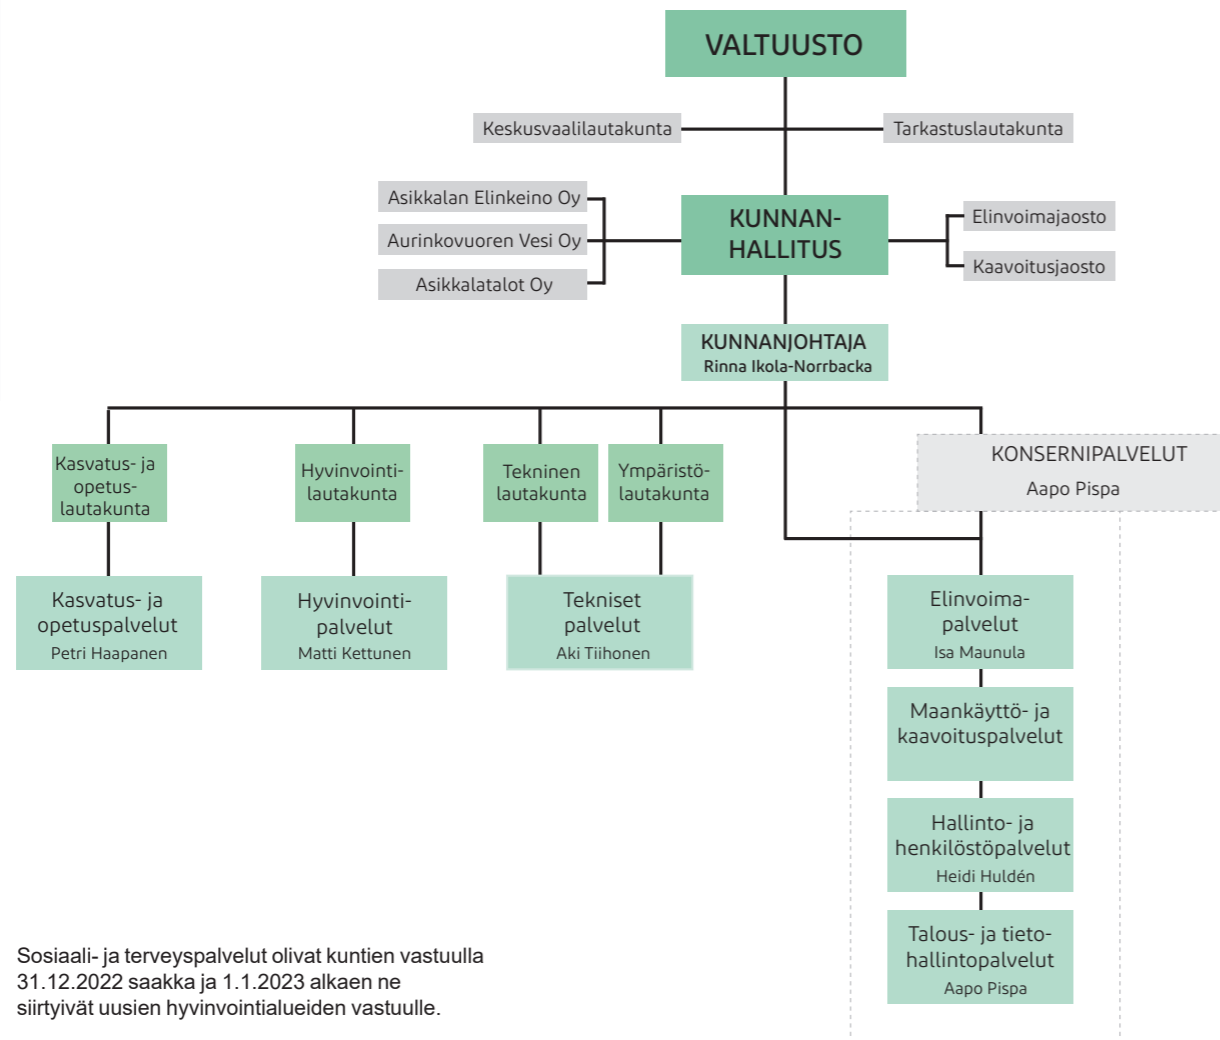 VALTUUSTO
Keskusvaalilautakunta
Tarkastuslautakunta
Asikkalan Elinkeino Oy
Aurinkovuoren Vesi Oy
Asikkalatalot Oy
KUNNAN-
HALLITUS
Elinvoimajaosto
Kaavoitusjaosto
KUNNANJOHTAJA
Rinna Ikola-Norrbacka
Kasvatus- ja
opetus-
lautakunta
Hyvinvointi-
lautakunta
Tekninen
lautakunta
Ympäristö-
lautakunta
KONSERNIPALVELUT
Aapo Pispa
Kasvatus- ja
opetuspalvelut
Petri Haapanen
Hyvinvointi-
palvelut
Matti Kettunen
Tekniset
palvelut
Aki Tiihonen
Elinvoima-
palvelut
Isa Maunula
Maankäyttö- ja
kaavoituspalvelut
Hallinto- ja
henkilöstöpalvelut
Heidi Huldén
Talous- ja tieto-
hallintopalvelut
Aapo Pispa
Sosiaali- ja terveyspalvelut olivat kuntien vastuulla
31.12.2022 saakka ja 1.1.2023 alkaen ne
siirtyivät uusien hyvinvointialueiden vastuulle.